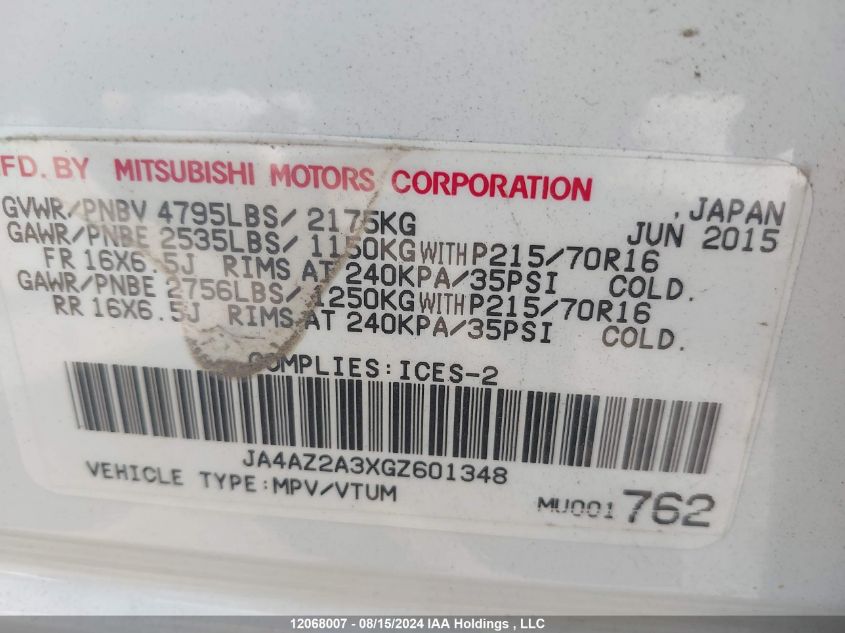 FD. BY MITSUBISHI MOTORS CORPORATION
, JAPAN
GVWR/PNBV 4795LBS/ 2175KG
JUN 2015
GAWR/PNBE 2535LBS/ 1150KG WITH P215/70R16
FR 16X6.5J RIMS AT 240KPA/35PSI COLD.
GAWR/PNBE 2756LBS/ 1250KG WITH P215/70R16
RR 16X6.5J RIMS AT 240KPA/35PSI COLD.
COMPLIES:ICES-2
JA4AZ2A3XGZ601348
VEHICLE TYPE:MPV/VTUM
MU001 762
12068007 - 08/15/2024 IAA Holdings , LLC